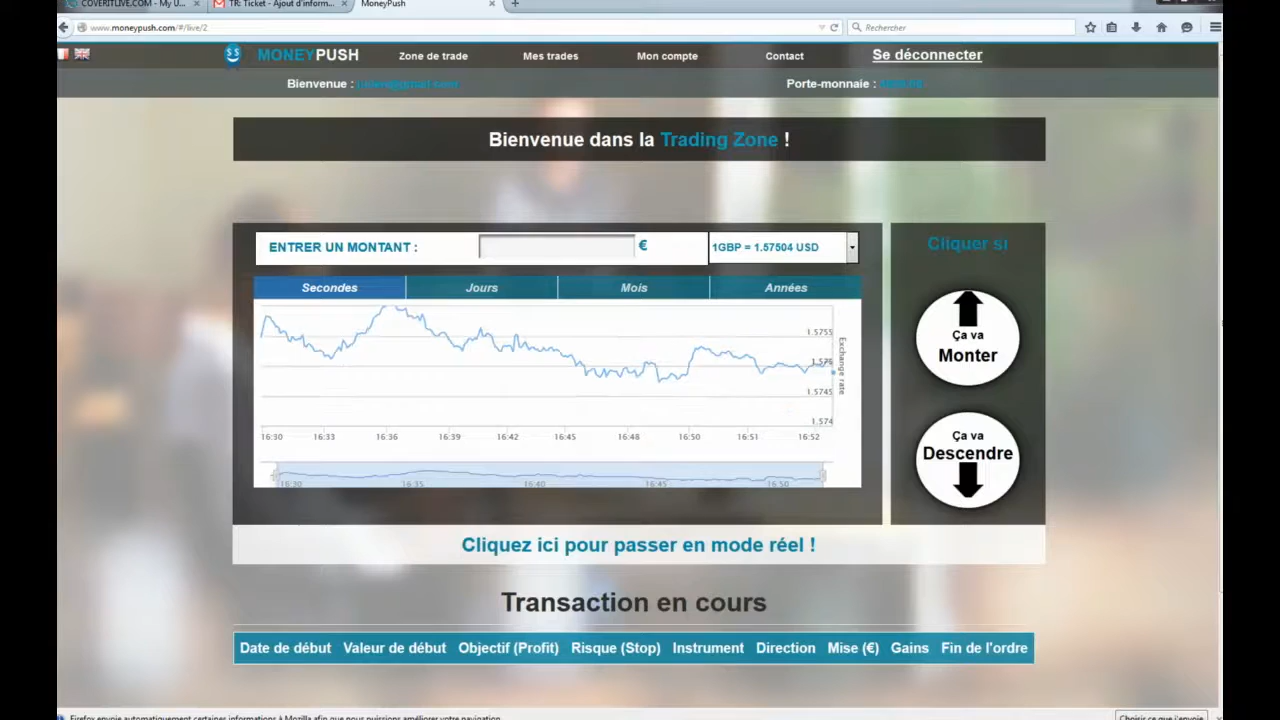 COVERITLIVE.COM - My U...
TR: Ticket - Ajout d'inform...
MoneyPush
www.moneypush.com/#/live/2
Rechercher
MONEYPUSH
Zone de trade
Mes trades
Mon compte
Contact
Se déconnecter
Bienvenue :
Porte-monnaie :
Bienvenue dans la Trading Zone !
ENTRER UN MONTANT :
€
1GBP = 1.57504 USD
Cliquer si
Secondes
Jours
Mois
Années
1.5755
1.575
1.5745
1.574
Exchange rate
16:30 16:33 16:36 16:39 16:42 16:45 16:48 16:50 16:51 16:52
16:30 16:35 16:40 16:45 16:50
Ça va
Monter
Ça va
Descendre
Cliquez ici pour passer en mode réel !
Transaction en cours
Date de début Valeur de début Objectif (Profit) Risque (Stop) Instrument Direction Mise (€) Gains Fin de l'ordre
Firefox envoie automatiquement certaines informations à Mozilla afin que nous puissions améliorer votre navigation.
Choisir ce que j'envoie